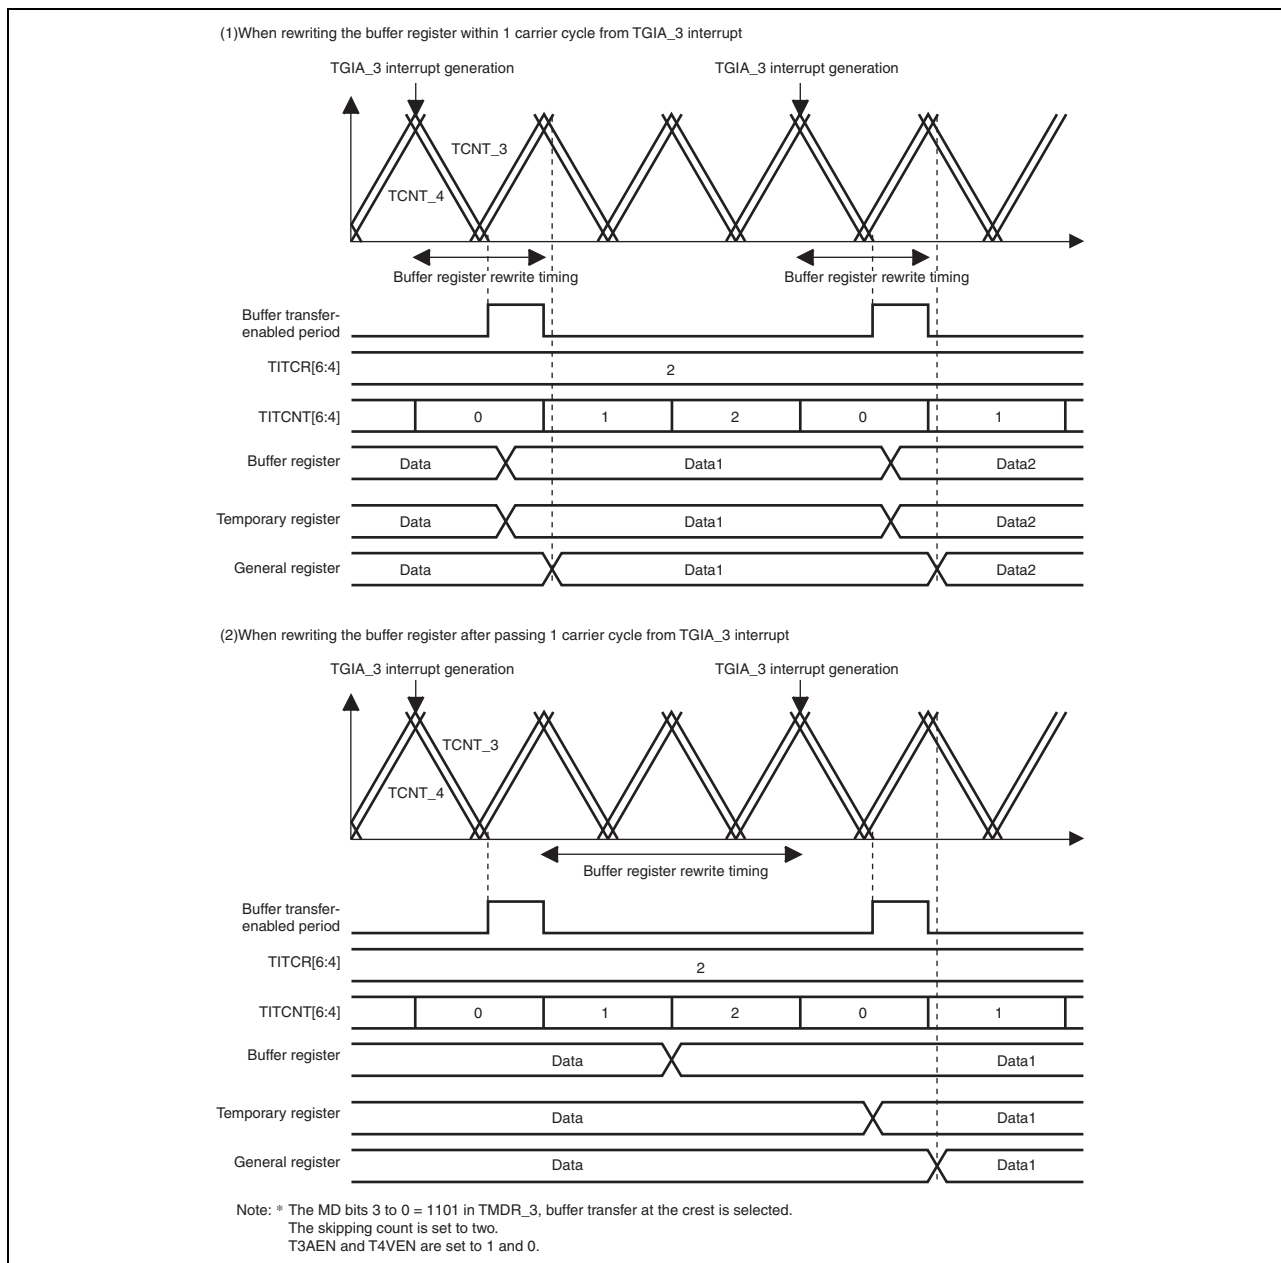 (1)When rewriting the buffer register within 1 carrier cycle from TGIA_3 interrupt
TGIA_3 interrupt generation
TGIA_3 interrupt generation
TCNT_3
TCNT_4
Buffer register rewrite timing
Buffer register rewrite timing
Buffer transfer-
enabled period
TITCR[6:4]
2
TITCNT[6:4]
0
1
2
0
1
Buffer register
Data
Data1
Data2
Temporary register
Data
Data1
Data2
General register
Data
Data1
Data2
(2)When rewriting the buffer register after passing 1 carrier cycle from TGIA_3 interrupt
TGIA_3 interrupt generation
TGIA_3 interrupt generation
TCNT_3
TCNT_4
Buffer register rewrite timing
Buffer transfer-
enabled period
TITCR[6:4]
2
TITCNT[6:4]
0
1
2
0
1
Buffer register
Data
Data1
Temporary register
Data
Data1
General register
Data
Data1
Note: * The MD bits 3 to 0 = 1101 in TMDR_3, buffer transfer at the crest is selected.
The skipping count is set to two.
T3AEN and T4VEN are set to 1 and 0.